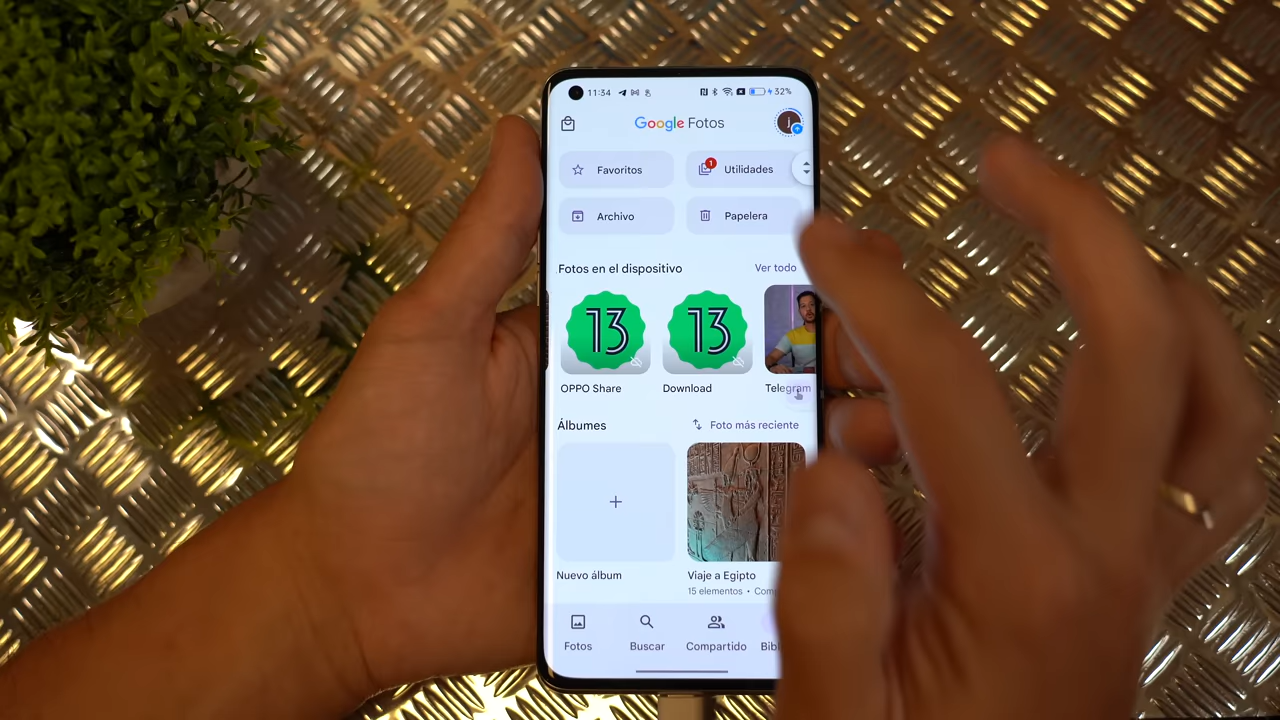 11:34
32%
Google Fotos
j
Favoritos
1
Utilidades
Archivo
Papelera
Fotos en el dispositivo
Ver todo
13
13
OPPO Share
Download
Telegram
Álbumes
Foto más reciente
+
Nuevo álbum
Viaje a Egipto
15 elementos •
Fotos
Buscar
Compartido